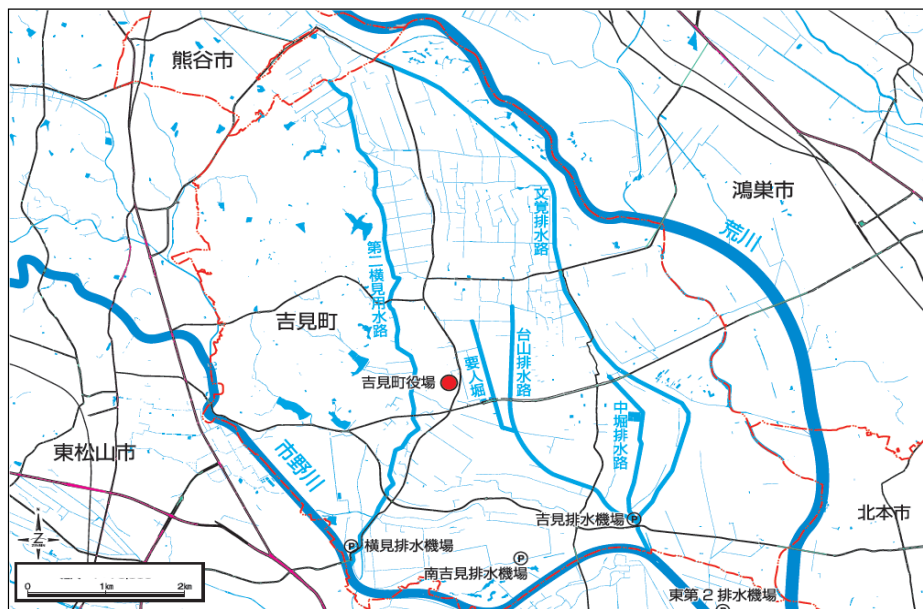 熊谷市
鴻巣市
荒川
文覚排水路
第二横見用水路
吉見町
台山排水路
要人堀
吉見町役場
中堀排水路
東松山市
市野川
吉見排水機場
P
北本市
横見排水機場
P
南吉見排水機場
P
東第2排水機場
P
N
0
1km
2km